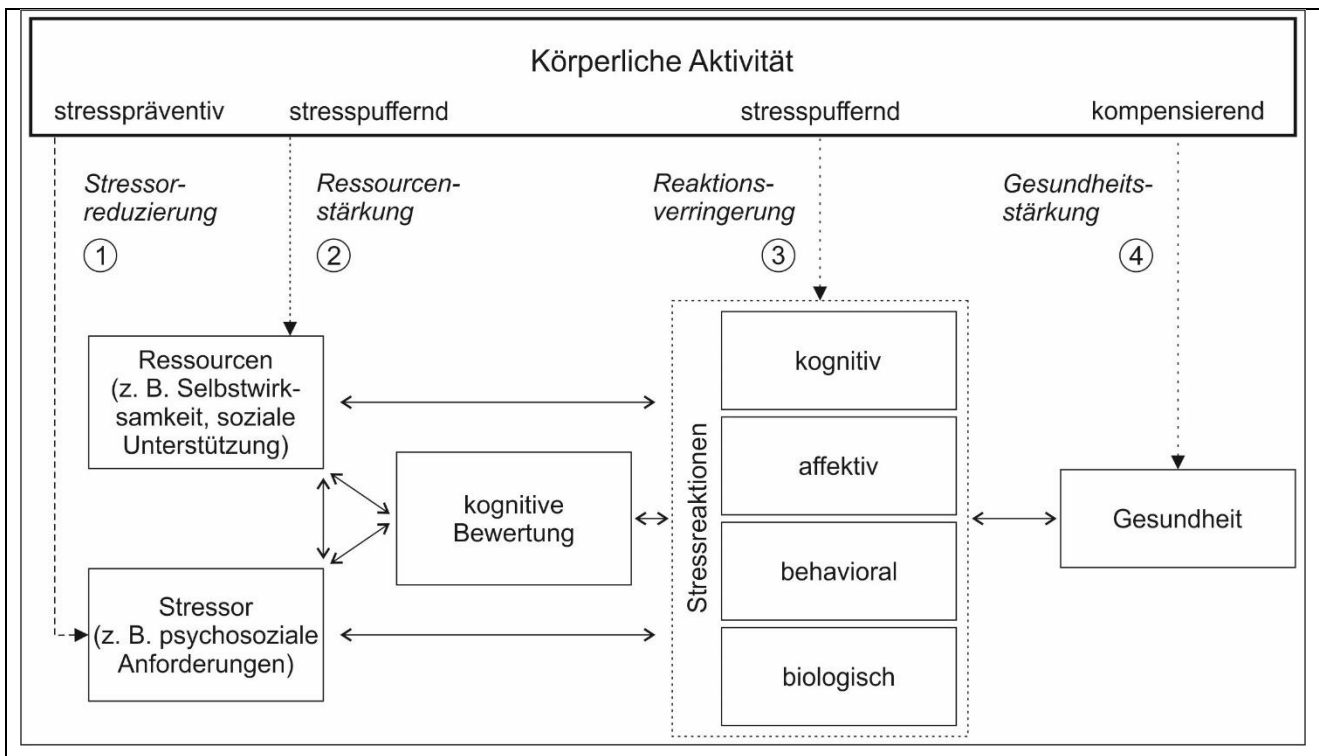 Körperliche Aktivität
stresspräventiv
stresspuffernd
stresspuffernd
kompensierend
Stressor-
reduzierung
1
Ressourcen-
stärkung
2
Reaktions-
verringerung
3
Gesundheits-
stärkung
4
Ressourcen
(z. B. Selbstwirk-
samkeit, soziale
Unterstützung)
kognitive
Bewertung
Stressor
(z. B. psychosoziale
Anforderungen)
Stressreaktionen
kognitiv
affektiv
behavioral
biologisch
Gesundheit